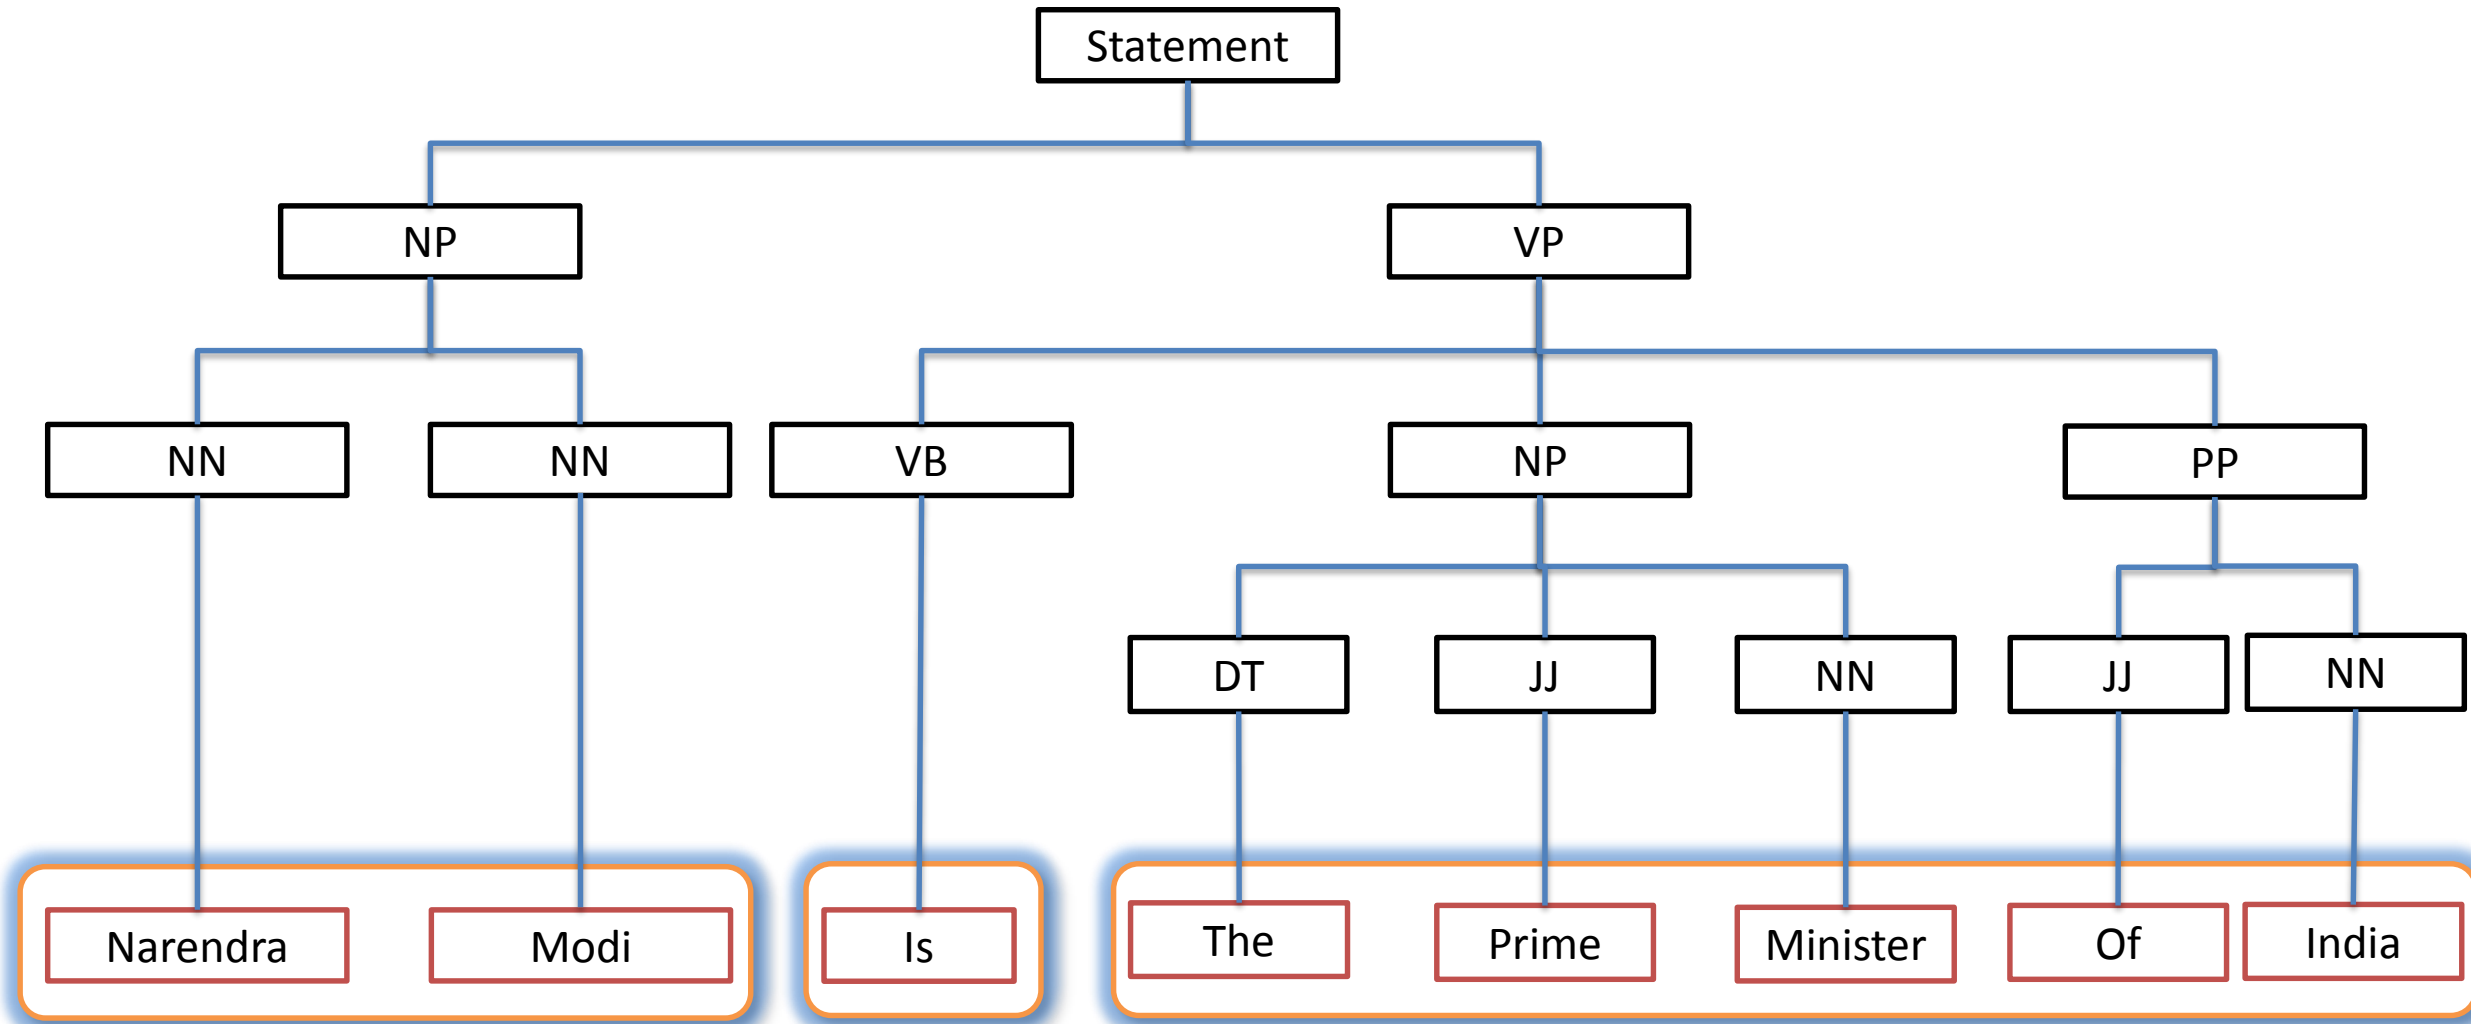 Statement
NP VP
NN NN VB NP PP
DT JJ NN JJ NN
Narendra Modi Is The Prime Minister Of India